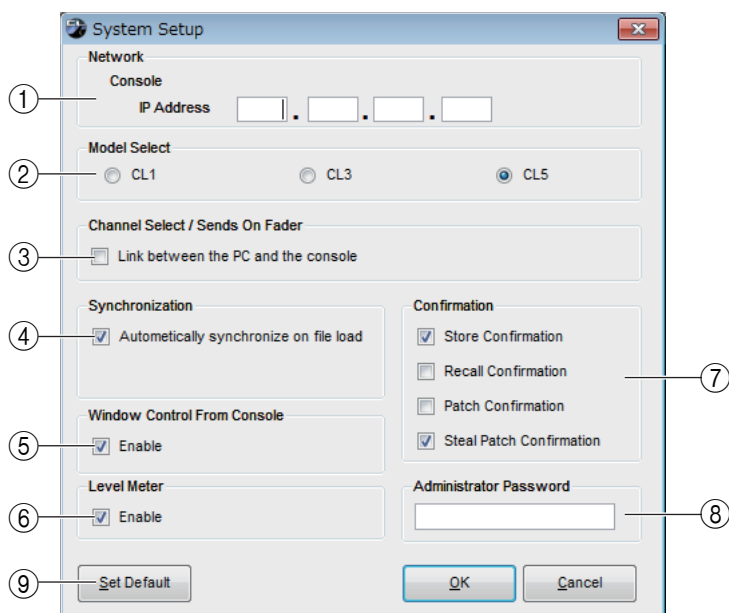 System Setup
Network
Console
① IP Address . . .
Model Select
② CL1 CL3 CL5
Channel Select / Sends On Fader
③ Link between the PC and the console
Synchronization
④ Autometically synchronize on file load
Confirmation
Store Confirmation
Recall Confirmation
Patch Confirmation
Steal Patch Confirmation
⑦
Window Control From Console
⑤ Enable
Level Meter
⑥ Enable
Administrator Password
⑧
⑨ Set Default OK Cancel